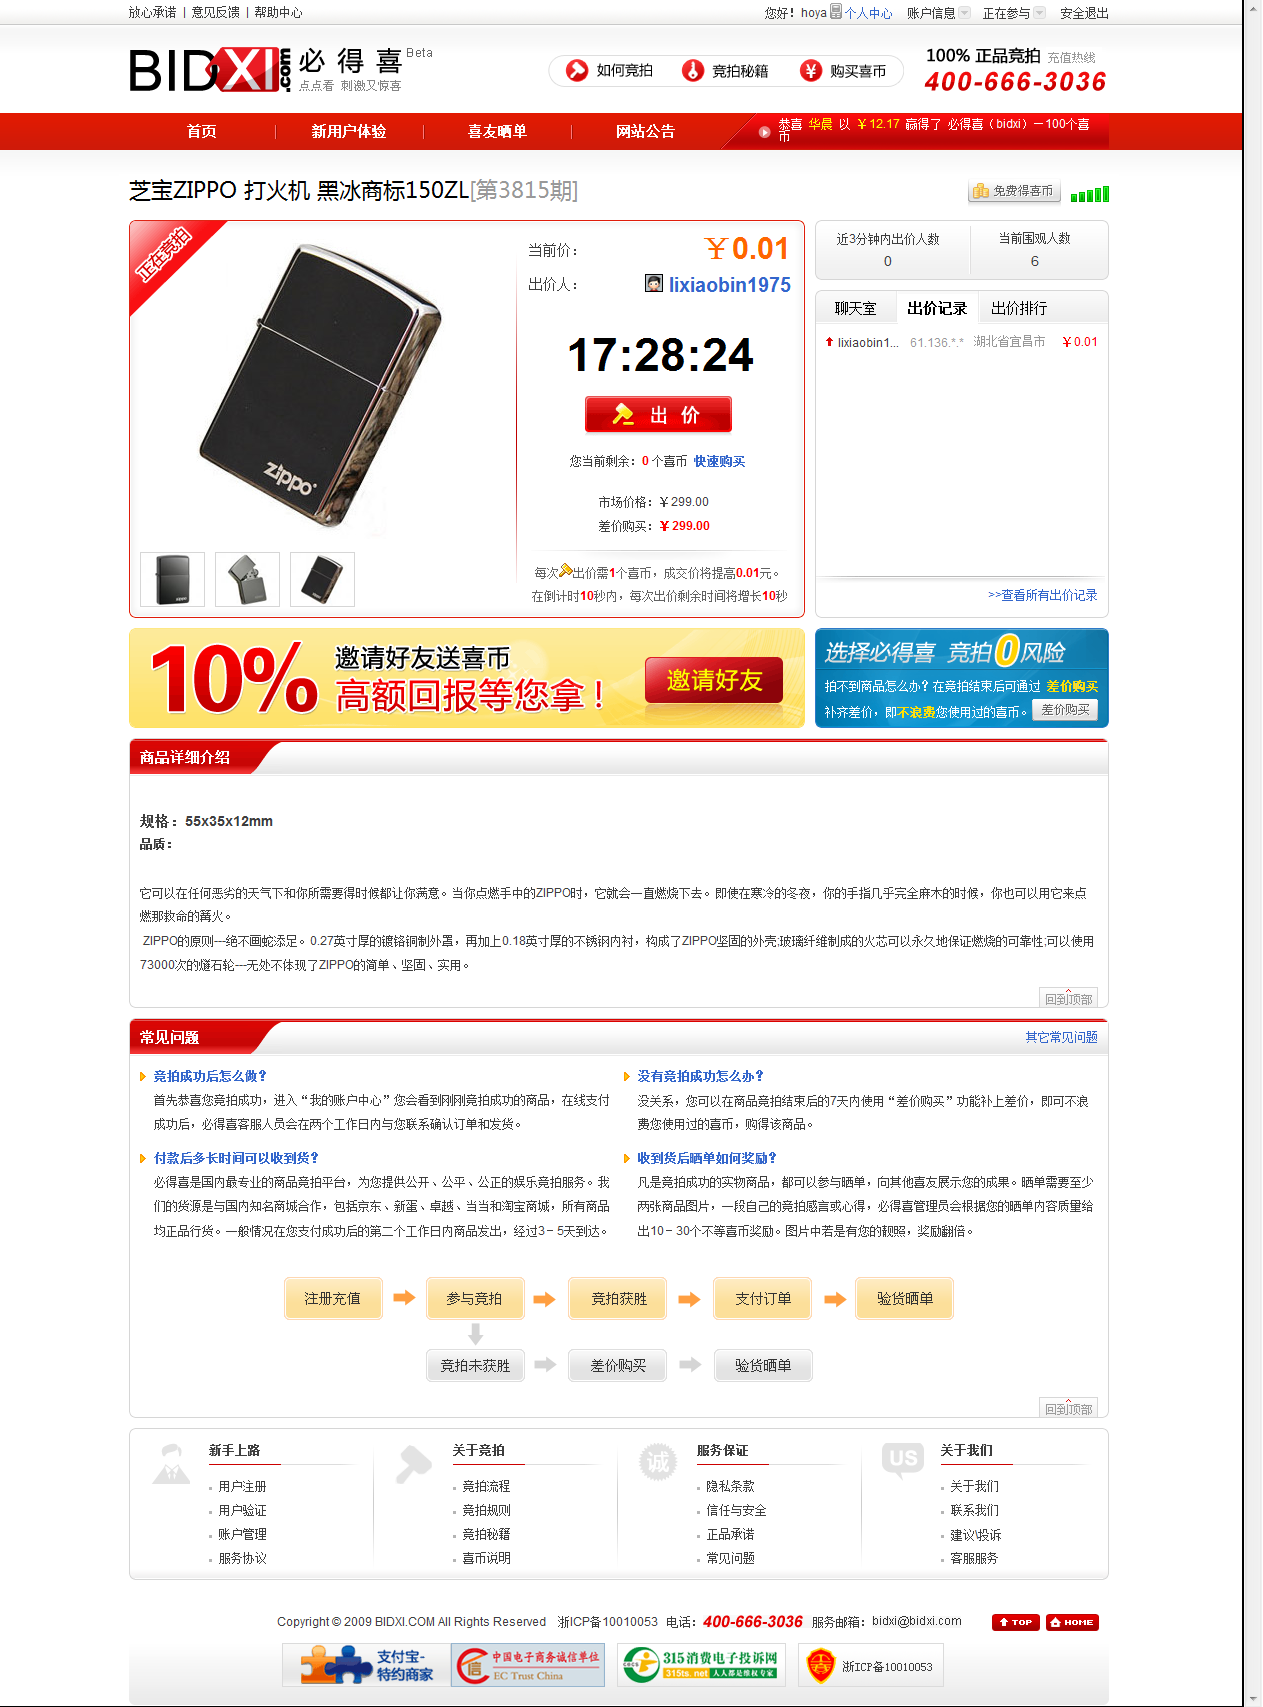 放心承诺 | 意见反馈 | 帮助中心
您好！hoya 个人中心 账户信息 正在参与 安全退出
BIDXI.COM 必得喜 Beta
点点看 刺激又惊喜
如何竞拍 竞拍秘籍 购买喜币
100% 正品竞拍 充值热线
400-666-3036
首页 新用户体验 喜友晒单 网站公告
恭喜 华晨 以 ￥12.17 赢得了 必得喜（bidxi）－100个喜
币
芝宝ZIPPO 打火机 黑冰商标150ZL[第3815期]
免费得喜币
正在竞拍
Zippo
当前价： ￥0.01
出价人： lixiaobin1975
17:28:24
出 价
您当前剩余：0 个喜币 快速购买
市场价格：￥299.00
差价购买：￥299.00
每次出价需1个喜币，成交价将提高0.01元。
在倒计时10秒内，每次出价剩余时间将增长10秒
近3分钟内出价人数 当前围观人数
0 6
聊天室 出价记录 出价排行
lixiaobin1... 61.136.*.* 湖北省宜昌市 ￥0.01
>>查看所有出价记录
10% 邀请好友送喜币
高额回报等您拿！
邀请好友
选择必得喜 竞拍0风险
拍不到商品怎么办？在竞拍结束后可通过 差价购买
补齐差价，即不浪费您使用过的喜币。 差价购买
商品详细介绍
规格：55x35x12mm
品质：
它可以在任何恶劣的天气下和你所需要得时候都让你满意。当你点燃手中的ZIPPO时，它就会一直燃烧下去。即使在寒冷的冬夜，你的手指几乎完全麻木的时候，你也可以用它来点
燃那救命的篝火。
ZIPPO的原则---绝不画蛇添足。0.27英寸厚的镀铬铜制外罩，再加上0.18英寸厚的不锈钢内衬，构成了ZIPPO坚固的外壳;玻璃纤维制成的火芯可以永久地保证燃烧的可靠性;可以使用
73000次的燧石轮---无处不体现了ZIPPO的简单、坚固、实用。
回到顶部
常见问题 其它常见问题
竞拍成功后怎么做？
首先恭喜您竞拍成功，进入“我的账户中心”您会看到刚刚竞拍成功的商品，在线支付
成功后，必得喜客服人员会在两个工作日内与您联系确认订单和发货。
没有竞拍成功怎么办？
没关系，您可以在商品竞拍结束后的7天内使用“差价购买”功能补上差价，即可不浪
费您使用过的喜币，购得该商品。
付款后多长时间可以收到货？
必得喜是国内最专业的商品竞拍平台，为您提供公开、公平、公正的娱乐竞拍服务。我
们的货源是与国内知名商城合作，包括京东、新蛋、卓越、当当和淘宝商城，所有商品
均正品行货。一般情况在您支付成功后的第二个工作日内商品发出，经过3－5天到达。
收到货后晒单如何奖励？
凡是竞拍成功的实物商品，都可以参与晒单，向其他喜友展示您的成果。晒单需要至少
两张商品图片，一段自己的竞拍感言或心得，必得喜管理员会根据您的晒单内容质量给
出10－30个不等喜币奖励。图片中若是有您的靓照，奖励翻倍。
注册充值 参与竞拍 竞拍获胜 支付订单 验货晒单
竞拍未获胜 差价购买 验货晒单
回到顶部
新手上路
用户注册
用户验证
账户管理
服务协议
关于竞拍
竞拍流程
竞拍规则
竞拍秘籍
喜币说明
诚
服务保证
隐私条款
信任与安全
正品承诺
常见问题
US
关于我们
关于我们
联系我们
建议\投诉
客服服务
Copyright © 2009 BIDXI.COM All Rights Reserved 浙ICP备10010053 电话：400-666-3036 服务邮箱：bidxi@bidxi.com TOP HOME
支付宝-
特约商家
信 中国电子商务诚信单位
EC Trust China
315消费电子投诉网
315ts.net 人人都是维权专家
浙ICP备10010053